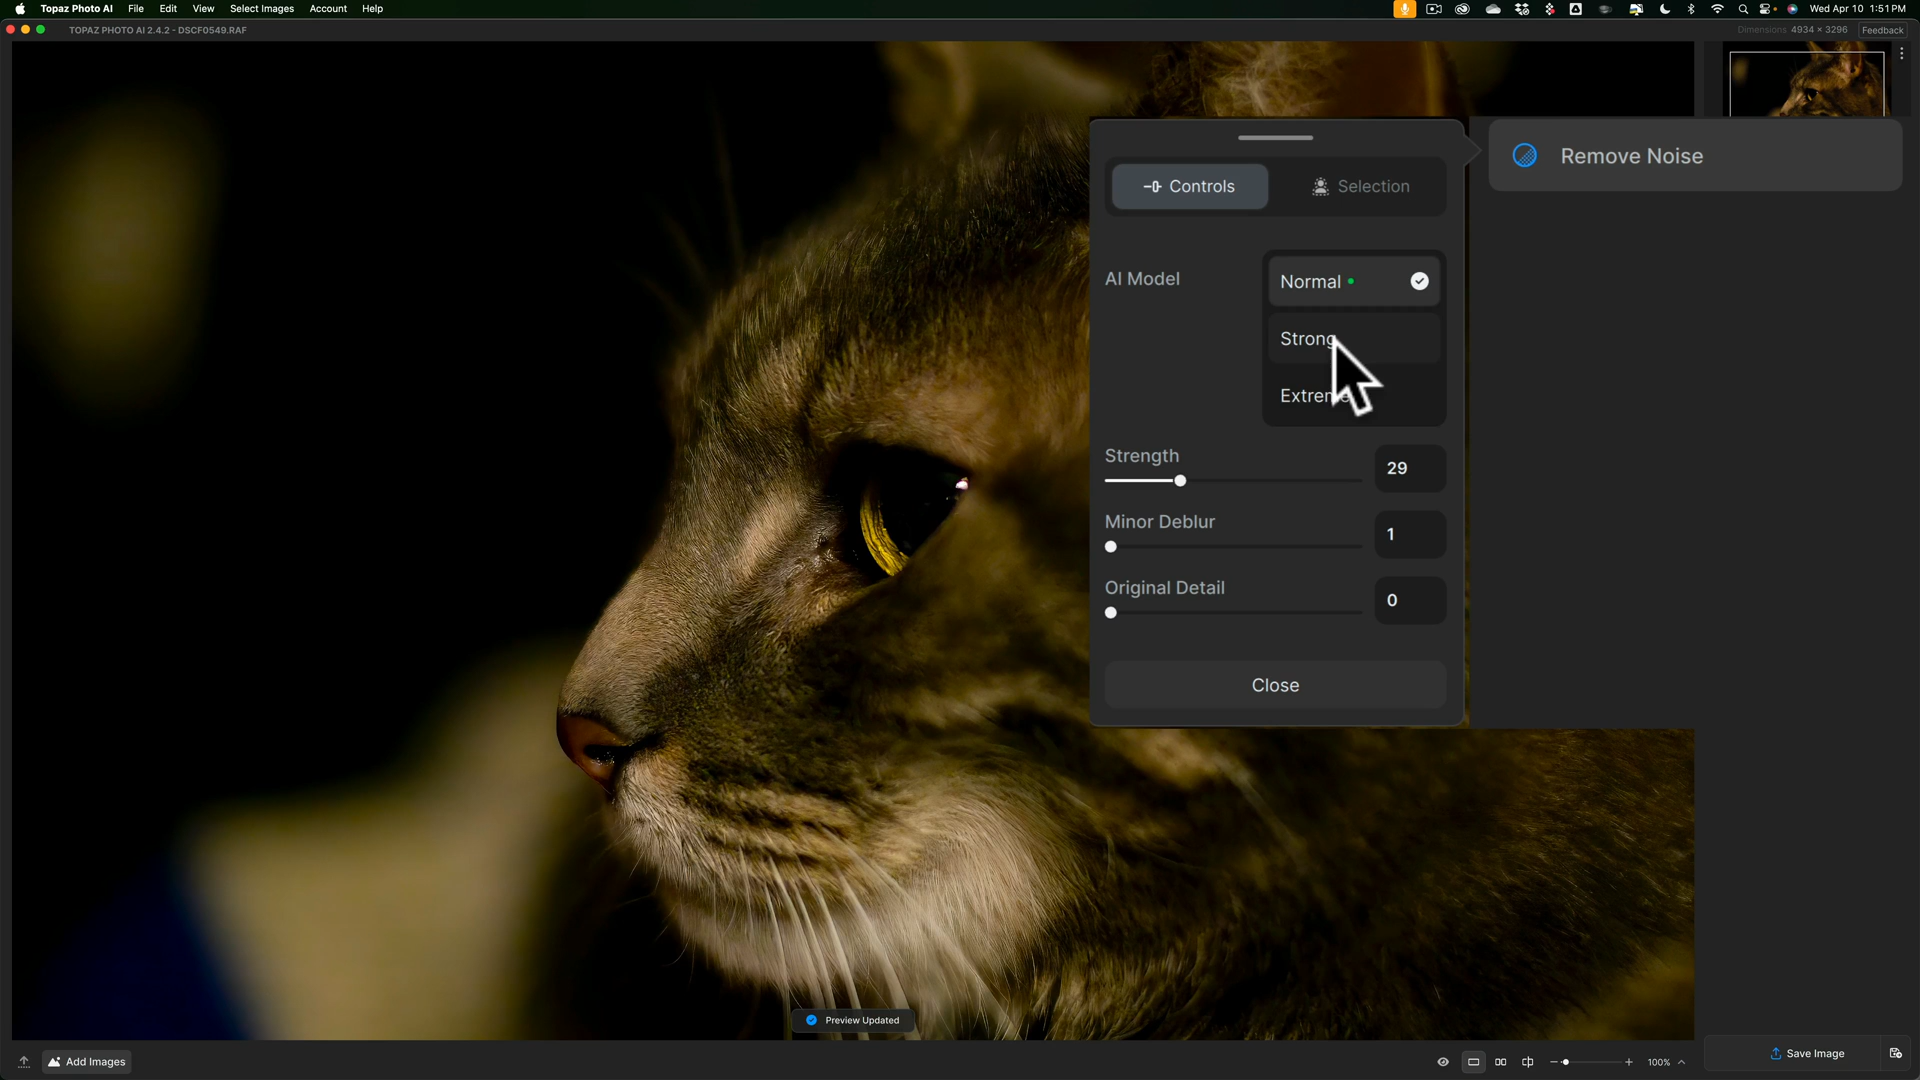 Topaz Photo AI File Edit View Select Images Account Help Wed Apr 10 1:51 PM
TOPAZ PHOTO AI 2.4.2 - DSCF0549.RAF Dimensions 4934 × 3296 Feedback
Remove Noise
Controls Selection
AI Model
Normal
Strong
Extreme
Strength
29
Minor Deblur
1
Original Detail
0
Close
Preview Updated
Add Images 100% Save Image